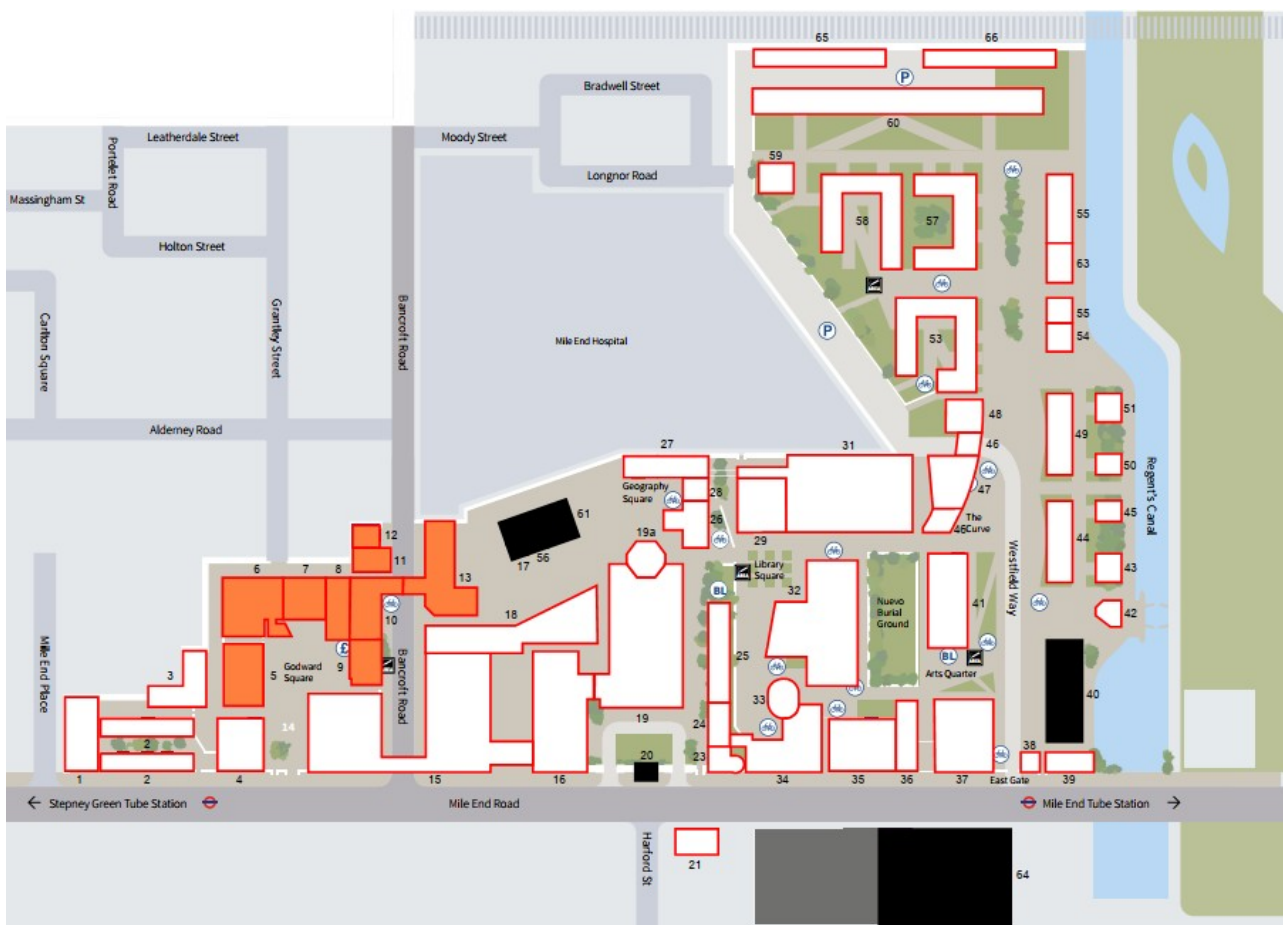 65
66
P
Bradwell Street
60
Leatherdale Street
Moody Street
Portelet Road
59
Longnor Road
Massingham St
58
57
55
Holton Street
63
Carlton Square
Grantley Street
Bancroft Road
55
P
54
Mile End Hospital
53
51
48
49
Alderney Road
46
27
31
50
Regent's Canal
Geography
Square
28
47
45
61
26
The
Curve
12
19a
46
44
56
29
11
17
Library
Square
43
6
7
8
13
32
Westfield Way
BL
Nuevo
Burial
Ground
41
42
18
10
£
25
BL
3
5
Godward
Square
9
Bancroft Road
Arts Quarter
40
Mile End Place
33
24
14
19
2
20
23
38
1
2
4
15
16
34
35
36
37
East Gate
39
← Stepney Green Tube Station
Mile End Road
Mile End Tube Station →
Harford St
21
64